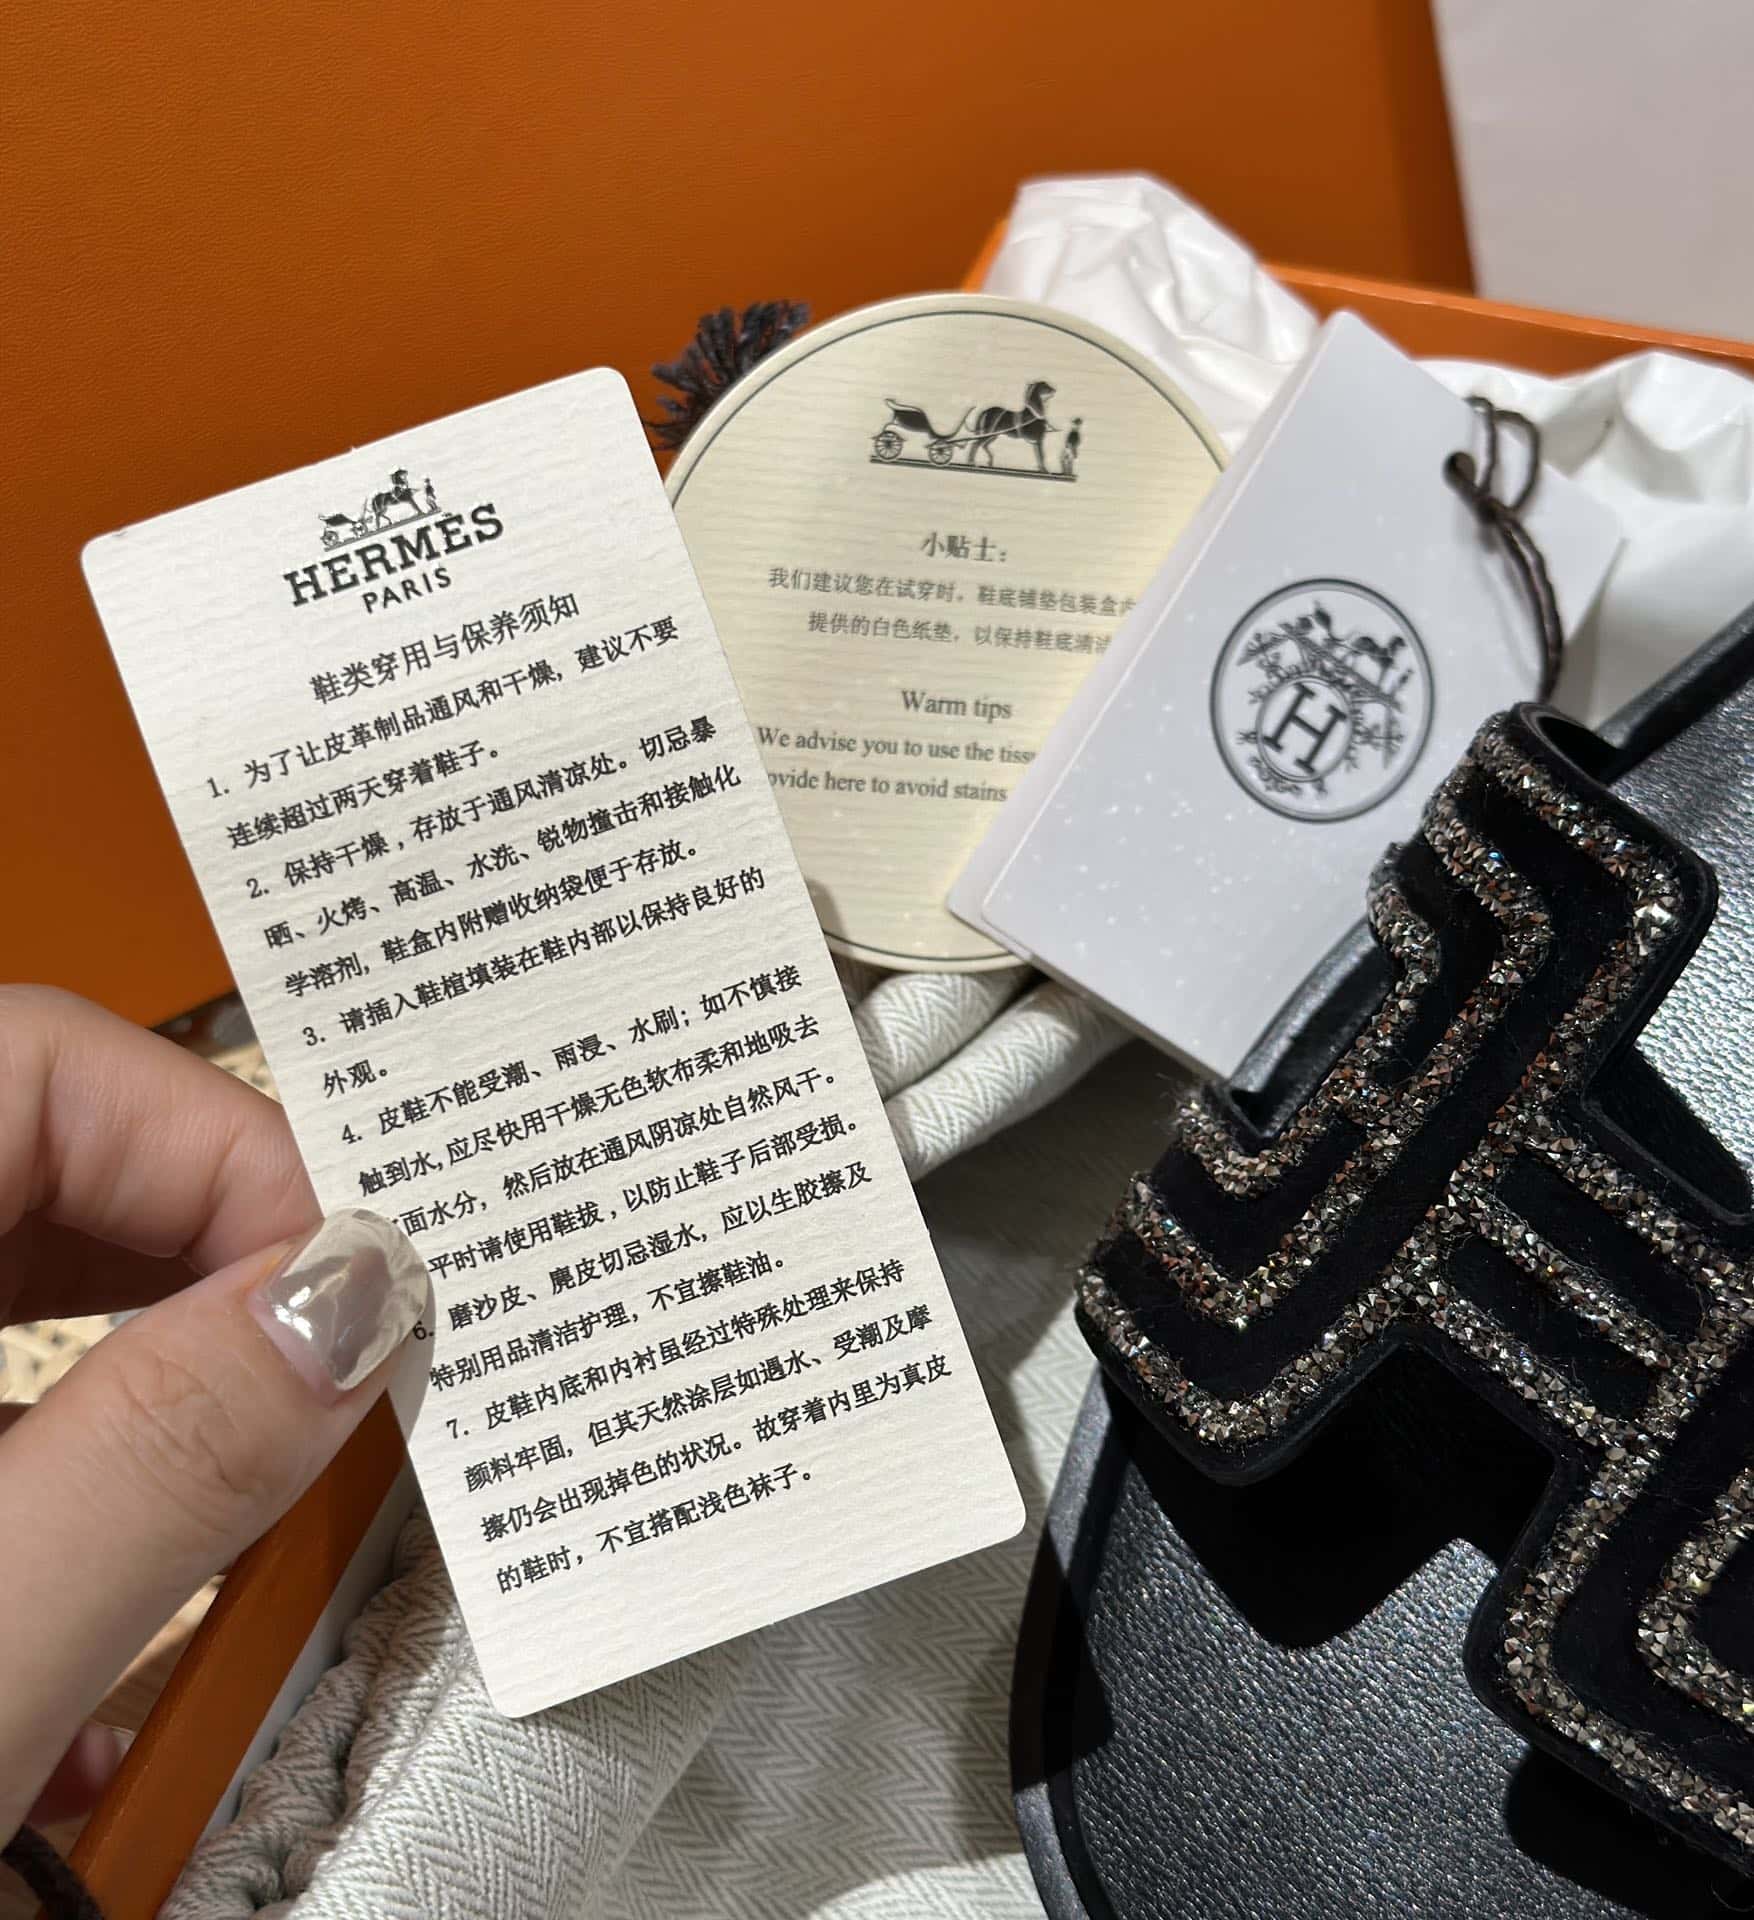 HERMÈS
PARIS
鞋类穿用与保养须知
1. 为了让皮革制品通风和干燥，建议不要
连续超过两天穿着鞋子。
2. 保持干燥，存放于通风清凉处。切忌暴
晒、火烤、高温、水洗、锐物撞击和接触化
学溶剂，鞋盒内附赠收纳袋便于存放。
3. 请插入鞋楦填装在鞋内部以保持良好的
外观。
4. 皮鞋不能受潮、雨浸、水刷；如不慎接
触到水，应尽快用干燥无色软布柔和地吸去
面水分，然后放在通风阴凉处自然风干。
平时请使用鞋拔，以防止鞋子后部受损。
6. 磨沙皮、麂皮切忌湿水，应以生胶擦及
特别用品清洁护理，不宜擦鞋油。
7. 皮鞋内底和内衬虽经过特殊处理来保持
颜料牢固，但其天然涂层如遇水、受潮及摩
擦仍会出现掉色的状况。故穿着内里为真皮
的鞋时，不宜搭配浅色袜子。
小贴士：
我们建议您在试穿时，鞋底铺垫包装盒内
提供的白色纸垫，以保持鞋底清洁
Warm tips
We advise you to use the
here to avoid stains
H